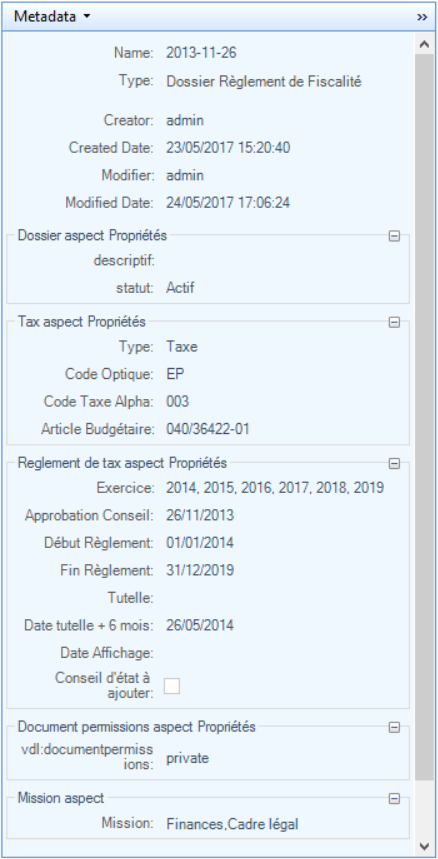 Metadata »
Name: 2013-11-26
Type: Dossier Règlement de Fiscalité
Creator: admin
Created Date: 23/05/2017 15:20:40
Modifier: admin
Modified Date: 24/05/2017 17:06:24
Dossier aspect Propriétés
descriptif:
statut: Actif
Tax aspect Propriétés
Type: Taxe
Code Optique: EP
Code Taxe Alpha: 003
Article Budgétaire: 040/36422-01
Reglement de tax aspect Propriétés
Exercice: 2014, 2015, 2016, 2017, 2018, 2019
Approbation Conseil: 26/11/2013
Début Règlement: 01/01/2014
Fin Règlement: 31/12/2019
Tutelle:
Date tutelle + 6 mois: 26/05/2014
Date Affichage:
Conseil d'état à
ajouter:
Document permissions aspect Propriétés
vdl:documentpermiss
ions: private
Mission aspect
Mission: Finances,Cadre légal